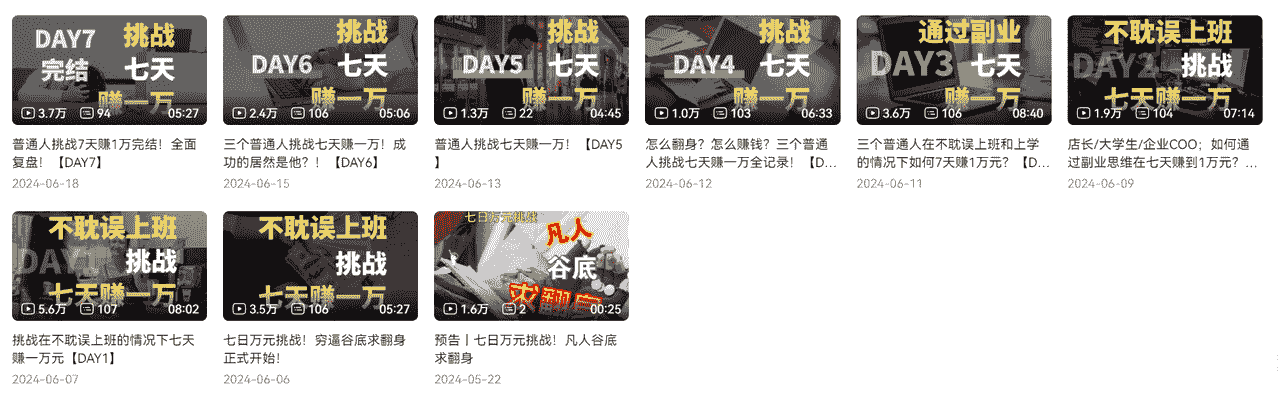 DAY7
完结
挑战
七天
赚一万
3.7万 94 05:27
普通人挑战7天赚1万完结！全面
复盘！【DAY7】
2024-06-18
DAY6
挑战
七天
赚一万
2.4万 106 05:06
三个普通人挑战七天赚一万！成
功的居然是他？！【DAY6】
2024-06-15
DAY5
挑战
七天
赚一万
1.3万 22 04:45
普通人挑战七天赚一万！【DAY5
】
2024-06-13
DAY4
挑战
七天
赚一万
1.0万 103 06:33
怎么翻身？怎么赚钱？三个普通
人挑战七天赚一万全记录！【D...
2024-06-12
通过副业
DAY3
七天
赚一万
3.6万 106 08:40
三个普通人在不耽误上班和上学
的情况下如何7天赚1万元？【D...
2024-06-11
不耽误上班
DAY2
挑战
七天赚一万
1.9万 104 07:14
店长/大学生/企业COO；如何通
过副业思维在七天赚到1万元？...
2024-06-09
不耽误上班
DAY1
挑战
七天赚一万
5.6万 107 08:02
挑战在不耽误上班的情况下七天
赚一万元【DAY1】
2024-06-07
不耽误上班
挑战
七天赚一万
3.5万 106 05:27
七日万元挑战！穷逼谷底求翻身
正式开始！
2024-06-06
七日万元挑战
凡人
谷底
求翻身
1.6万 2 00:25
预告丨七日万元挑战！凡人谷底
求翻身
2024-05-22